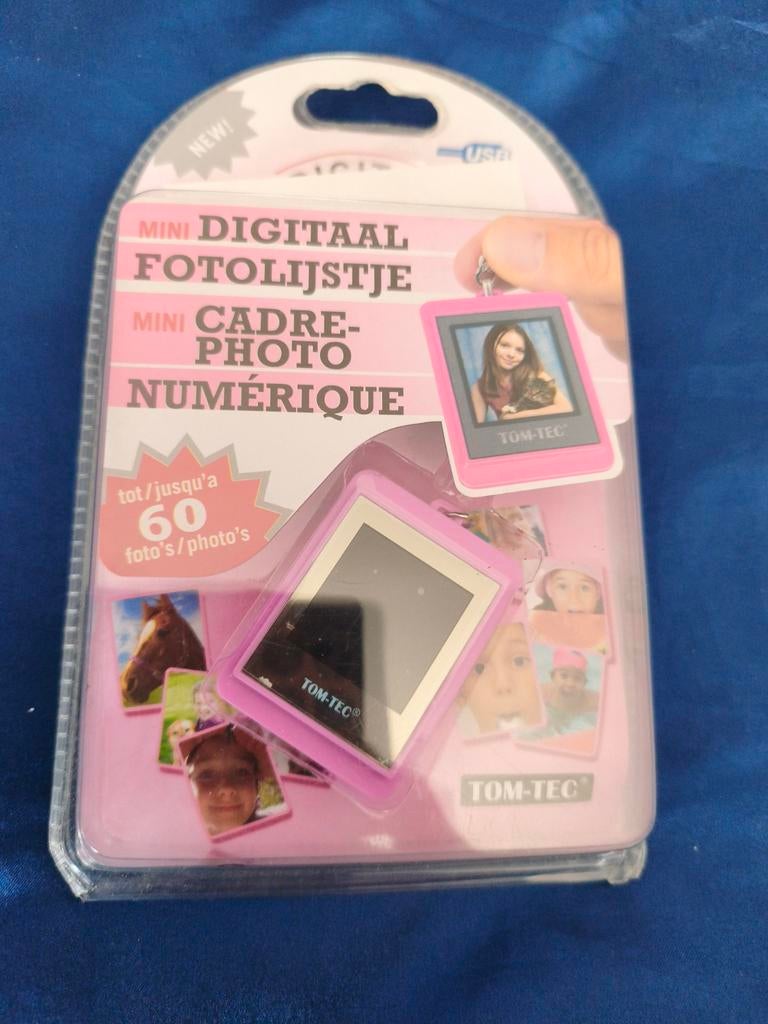 NEW!
USB
DIGIT
MINI DIGITAAL
FOTOLIJSTJE
MINI CADRE-
PHOTO
NUMÉRIQUE
TOM-TEC®
tot/jusqu'a
60
foto's/photo's
TOM-TEC®
TOM-TEC®